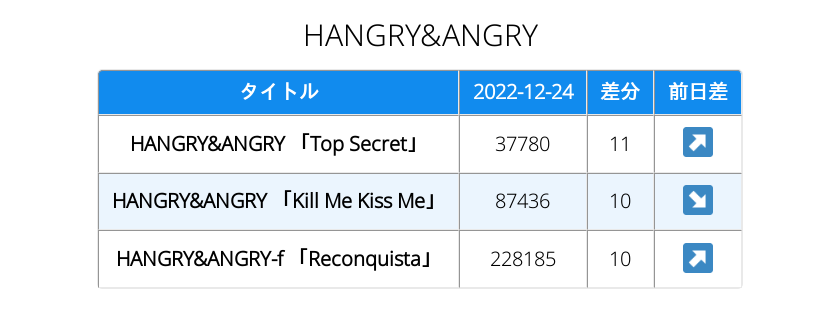 HANGRY&ANGRY
タイトル 2022-12-24 差分 前日差
HANGRY&ANGRY 「Top Secret」 37780 11 ↗
HANGRY&ANGRY 「Kill Me Kiss Me」 87436 10 ↘
HANGRY&ANGRY-f 「Reconquista」 228185 10 ↗